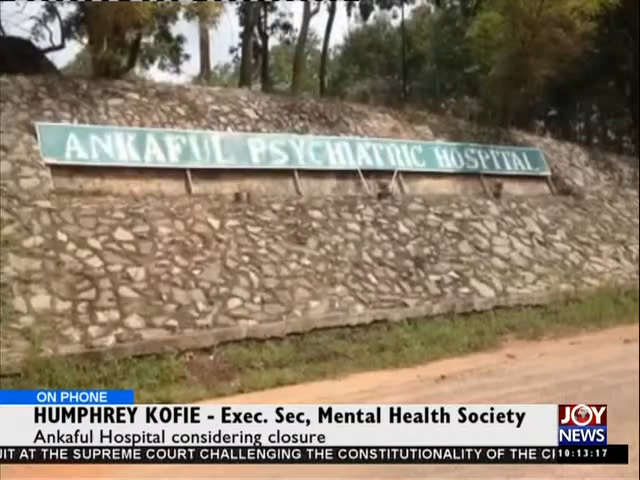 ANKAFUL PSYCHIATRIC HOSPITAL
ON PHONE
HUMPHREY KOFIE - Exec. Sec, Mental Health Society
Ankaful Hospital considering closure
JOY
NEWS
UIT AT THE SUPREME COURT CHALLENGING THE CONSTITUTIONALITY OF THE C
10:13:17